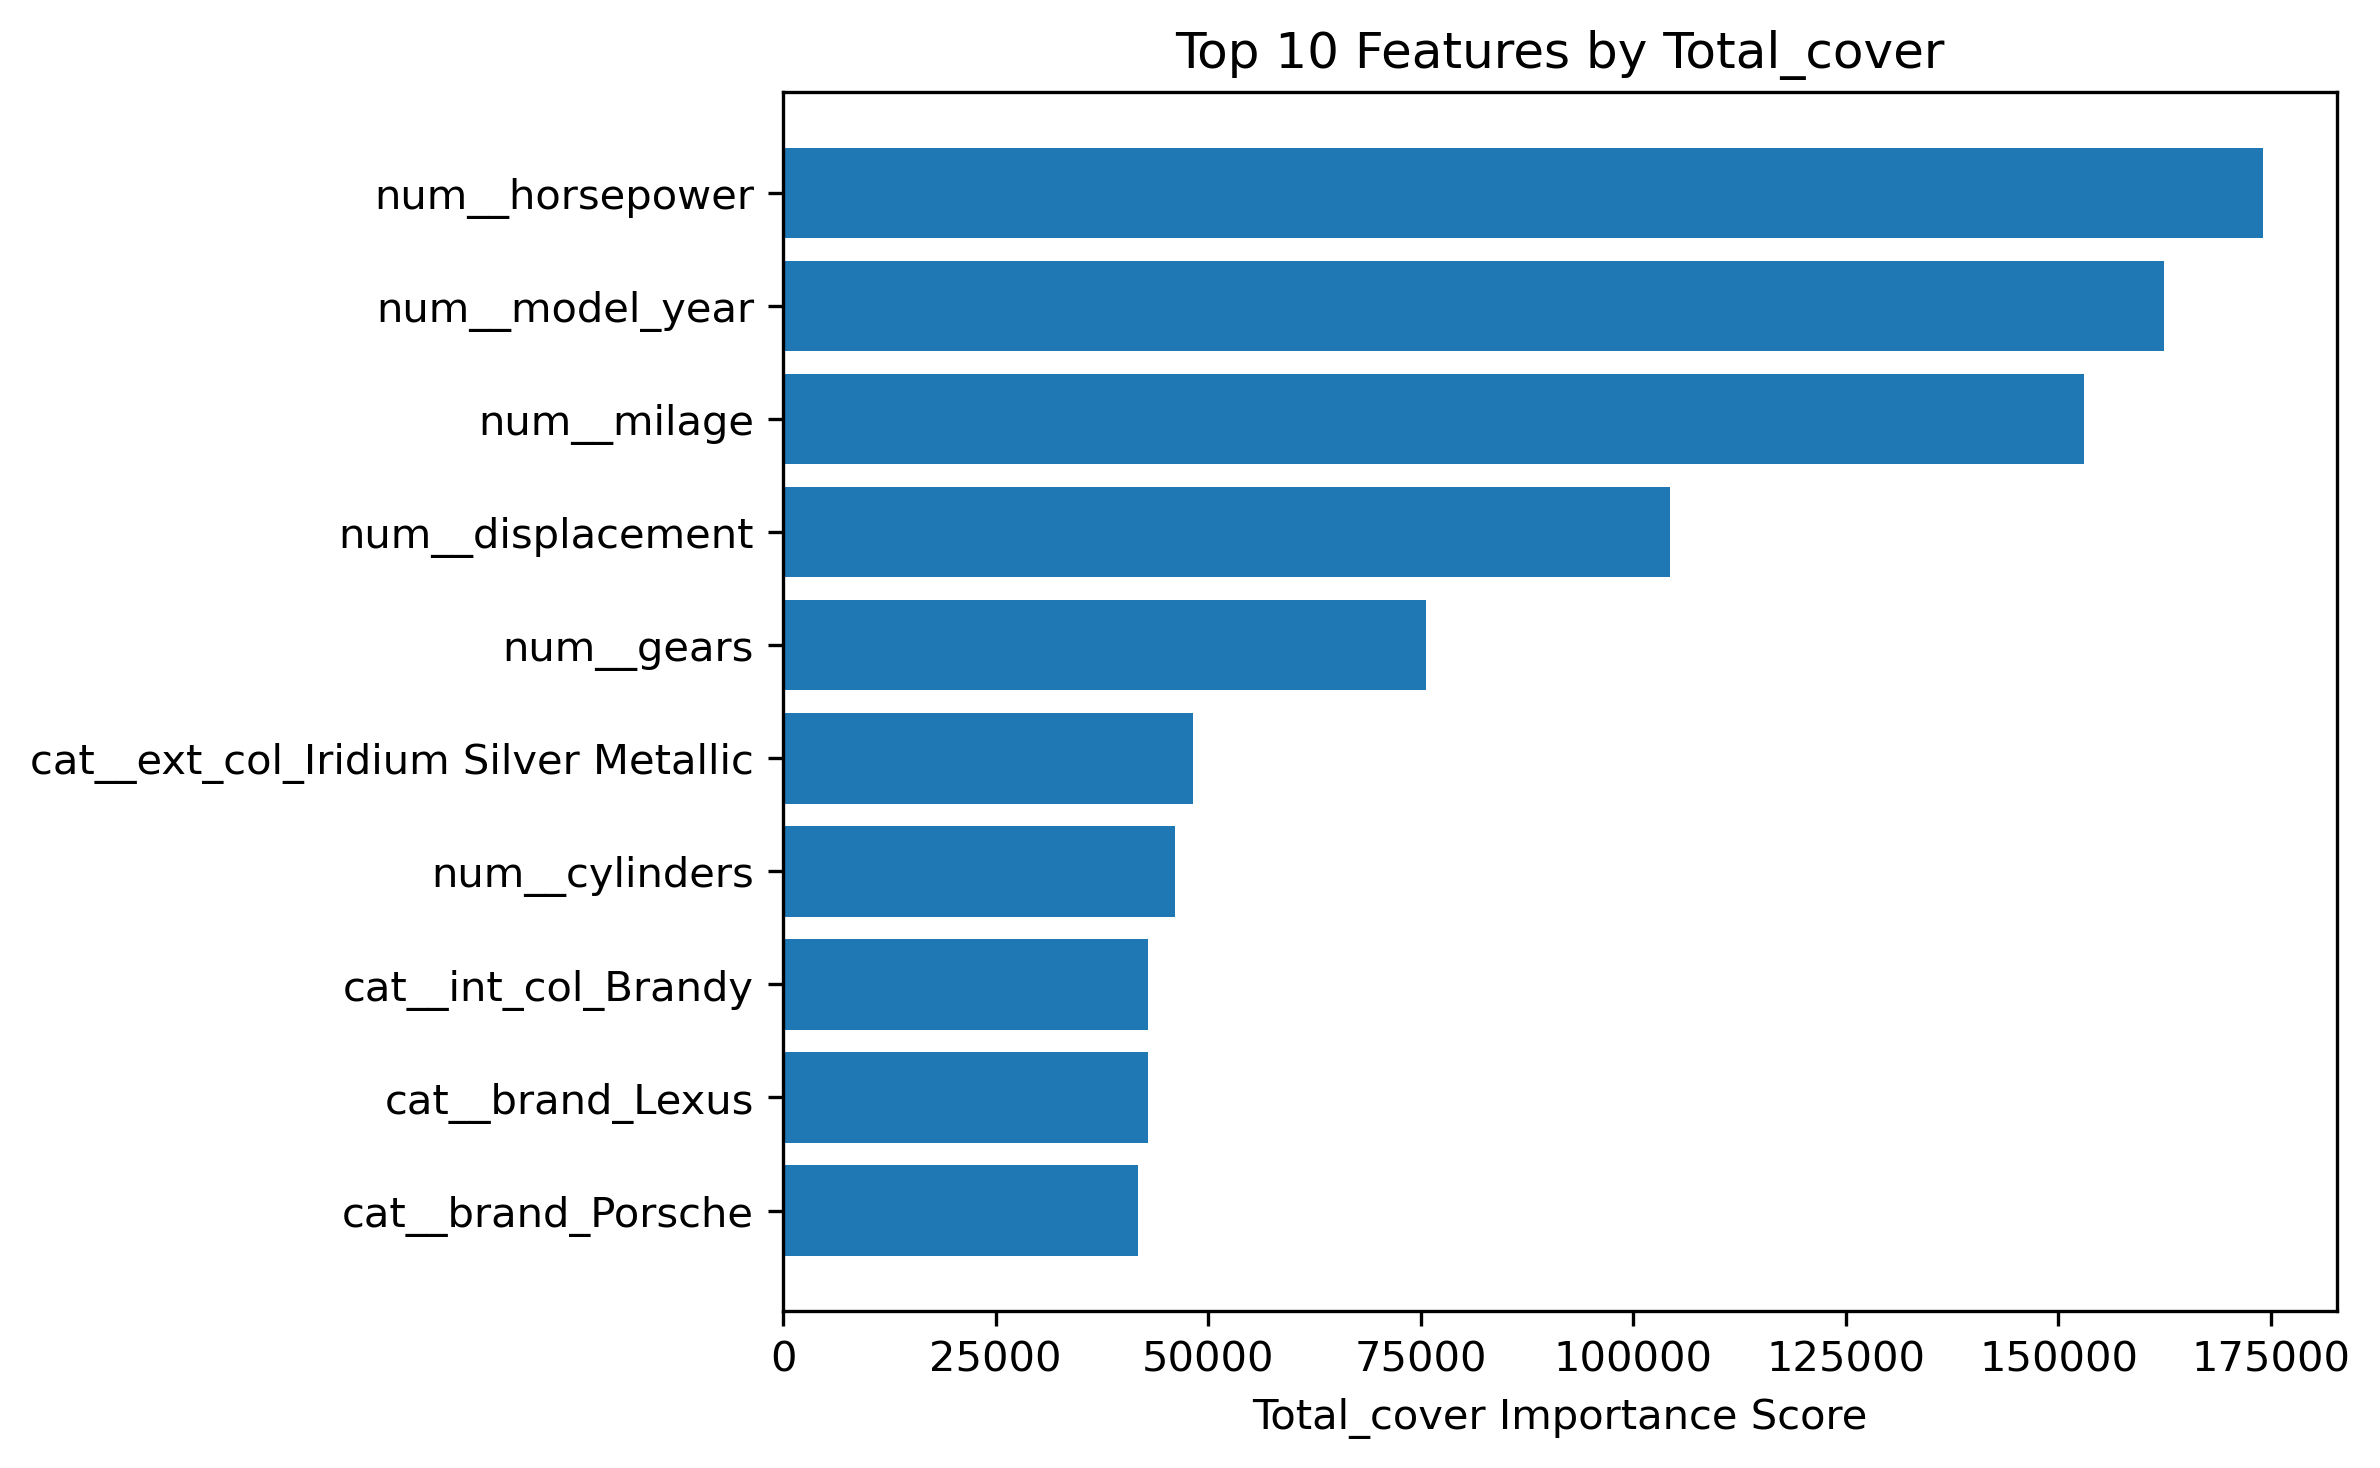 Top 10 Features by Total_cover
num__horsepower
num__model_year
num__milage
num__displacement
num__gears
cat__ext_col_Iridium Silver Metallic
num__cylinders
cat__int_col_Brandy
cat__brand_Lexus
cat__brand_Porsche
0 25000 50000 75000 100000 125000 150000 175000
Total_cover Importance Score